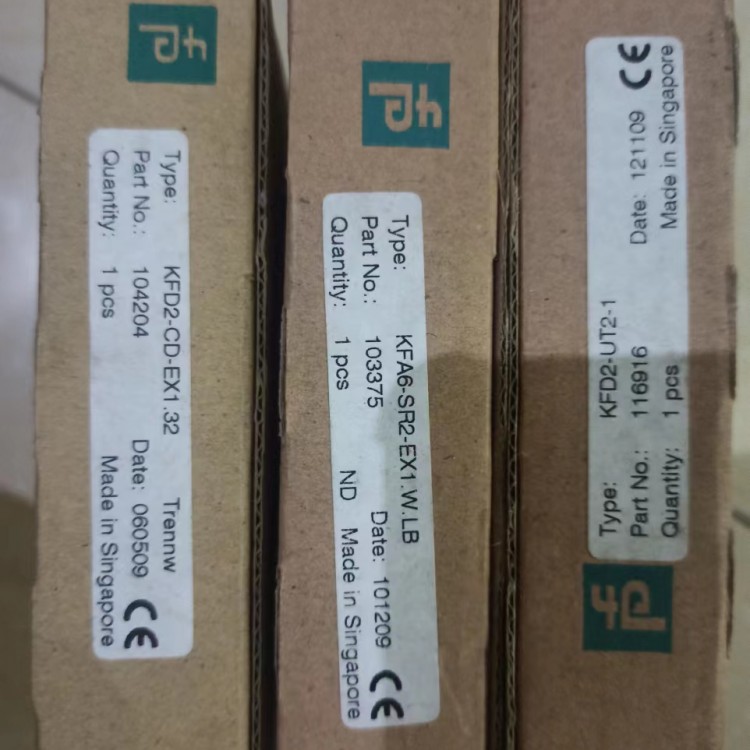 Type: KFD2-CD-EX1.32 Trennw
Part No.: 104204 Date: 060509 CE
Quantity: 1 pcs Made in Singapore
Type: KFA6-SR2-EX1.W.LB
Part No.: 103375 Date: 101209 CE
Quantity: 1 pcs ND Made in Singapore
Type: KFD2-UT2-1
Part No.: 116916 Date: 121109 CE
Quantity: 1 pcs Made in Singapore